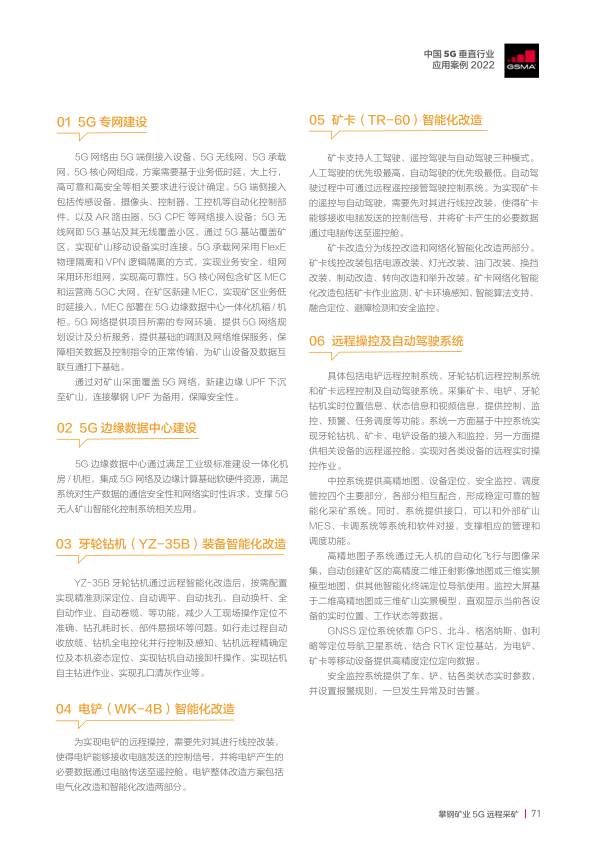 中国 5G 垂直行业
应用案例 2022
GSMA
01 5G 专网建设
5G 网络由 5G 端侧接入设备、5G 无线网、5G 承载
网、5G 核心网组成，方案需要基于业务低时延，大上行，
高可靠和高安全等相关要求进行设计确定。5G 端侧接入
包括传感设备、摄像头、控制器、工控机等自动化控制部
件，以及 AR 路由器、5G CPE 等网络接入设备；5G 无
线网即 5G 基站及其无线覆盖小区，通过 5G 基站覆盖矿
区，实现矿山移动设备实时连接。5G 承载网采用 FlexE
物理隔离和 VPN 逻辑隔离的方式，实现业务安全，组网
采用环形组网，实现高可靠性。5G 核心网包含矿区 MEC
和运营商 5GC 大网，在矿区新建 MEC，实现矿区业务低
时延接入，MEC 部署在 5G 边缘数据中心一体化机箱 / 机
柜。5G 网络提供项目所需的专网环境，提供 5G 网络规
划设计及分析服务，提供基础的调测及网络维保服务，保
障相关数据及控制指令的正常传输，为矿山设备及数据互
联互通打下基础。
通过对矿山采面覆盖 5G 网络，新建边缘 UPF 下沉
至矿山，连接攀钢 UPF 为备用，保障安全性。
02 5G 边缘数据中心建设
5G 边缘数据中心通过满足工业级标准建设一体化机
房 / 机柜，集成 5G 网络及边缘计算基础软硬件资源，满足
系统对生产数据的通信安全性和网络实时性诉求，支撑 5G
无人矿山智能化控制系统相关应用。
03 牙轮钻机（YZ-35B）装备智能化改造
YZ-35B 牙轮钻机通过远程智能化改造后，按需配置
实现精准测深定位、自动调平、自动找孔、自动换杆、全
自动作业、自动卷缆、等功能，减少人工现场操作定位不
准确、钻孔耗时长、部件易损坏等问题。如行走过程自动
收放缆、钻机全电控化并行控制及感知、钻机远程精确定
位及本机姿态定位、实现钻机自动接卸杆操作、实现钻机
自主钻进作业、实现孔口清灰作业等。
04 电铲（WK-4B）智能化改造
为实现电铲的远程操控，需要先对其进行线控改装，
使得电铲能够接收电脑发送的控制信号，并将电铲产生的
必要数据通过电脑传送至遥控舱。电铲整体改造方案包括
电气化改造和智能化改造两部分。
05 矿卡（TR-60）智能化改造
矿卡支持人工驾驶、遥控驾驶与自动驾驶三种模式。
人工驾驶的优先级最高，自动驾驶的优先级最低。自动驾
驶过程中可通过远程遥控接管驾驶控制系统。为实现矿卡
的遥控与自动驾驶，需要先对其进行线控改装，使得矿卡
能够接收电脑发送的控制信号，并将矿卡产生的必要数据
通过电脑传送至遥控舱。
矿卡改造分为线控改造和网络化智能化改造两部分。
矿卡线控改装包括电源改装、灯光改装、油门改装、换挡
改装、制动改造、转向改造和举升改装。矿卡网络化智能
化改造包括矿卡作业监测、矿卡环境感知、智能算法支持、
融合定位、避障检测和安全监控。
06 远程操控及自动驾驶系统
具体包括电铲远程控制系统、牙轮钻机远程控制系统
和矿卡远程控制及自动驾驶系统。采集矿卡、电铲、牙轮
钻机实时位置信息、状态信息和视频信息，提供控制、监
控、预警、任务调度等功能。系统一方面基于中控系统实
现牙轮钻机、矿卡、电铲设备的接入和监控，另一方面提
供相关设备的远程遥控舱，实现对各类设备的远程实时操
控作业。
中控系统提供高精地图、设备定位、安全监控、调度
管控四个主要部分，各部分相互配合，形成稳定可靠的智
能化采矿系统。同时，系统提供接口，可以和外部矿山
MES、卡调系统等系统和软件对接，支撑相应的管理和
调度功能。
高精地图子系统通过无人机的自动化飞行与图像采
集，自动创建矿区的高精度二维正射影像地图或三维实景
模型地图，供其他智能化终端定位导航使用。监控大屏基
于二维高精地图或三维矿山实景模型，直观显示当前各设
备的实时位置、工作状态等数据。
GNSS 定位系统依靠 GPS、北斗、格洛纳斯、伽利
略等定位导航卫星系统，结合 RTK 定位基站，为电铲、
矿卡等移动设备提供高精度定位定向数据。
安全监控系统提供了车、铲、钻各类状态实时参数，
并设置报警规则，一旦发生异常及时告警。
攀钢矿业 5G 远程采矿 | 71